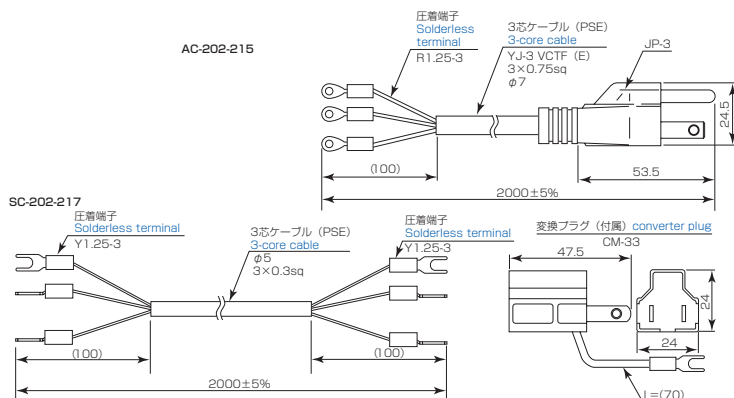 AC-202-215
圧着端子
Solderless
terminal
R1.25-3
3芯ケーブル（PSE）
3-core cable
YJ-3 VCTF（E）
3×0.75sq
φ7
JP-3
24.5
(100)
53.5
2000±5%
SC-202-217
圧着端子
Solderless terminal
Y1.25-3
3芯ケーブル（PSE）
3-core cable
φ5
3×0.3sq
圧着端子
Solderless terminal
Y1.25-3
(100)
(100)
2000±5%
変換プラグ（付属）converter plug
CM-33
47.5
24
24
L=(70)